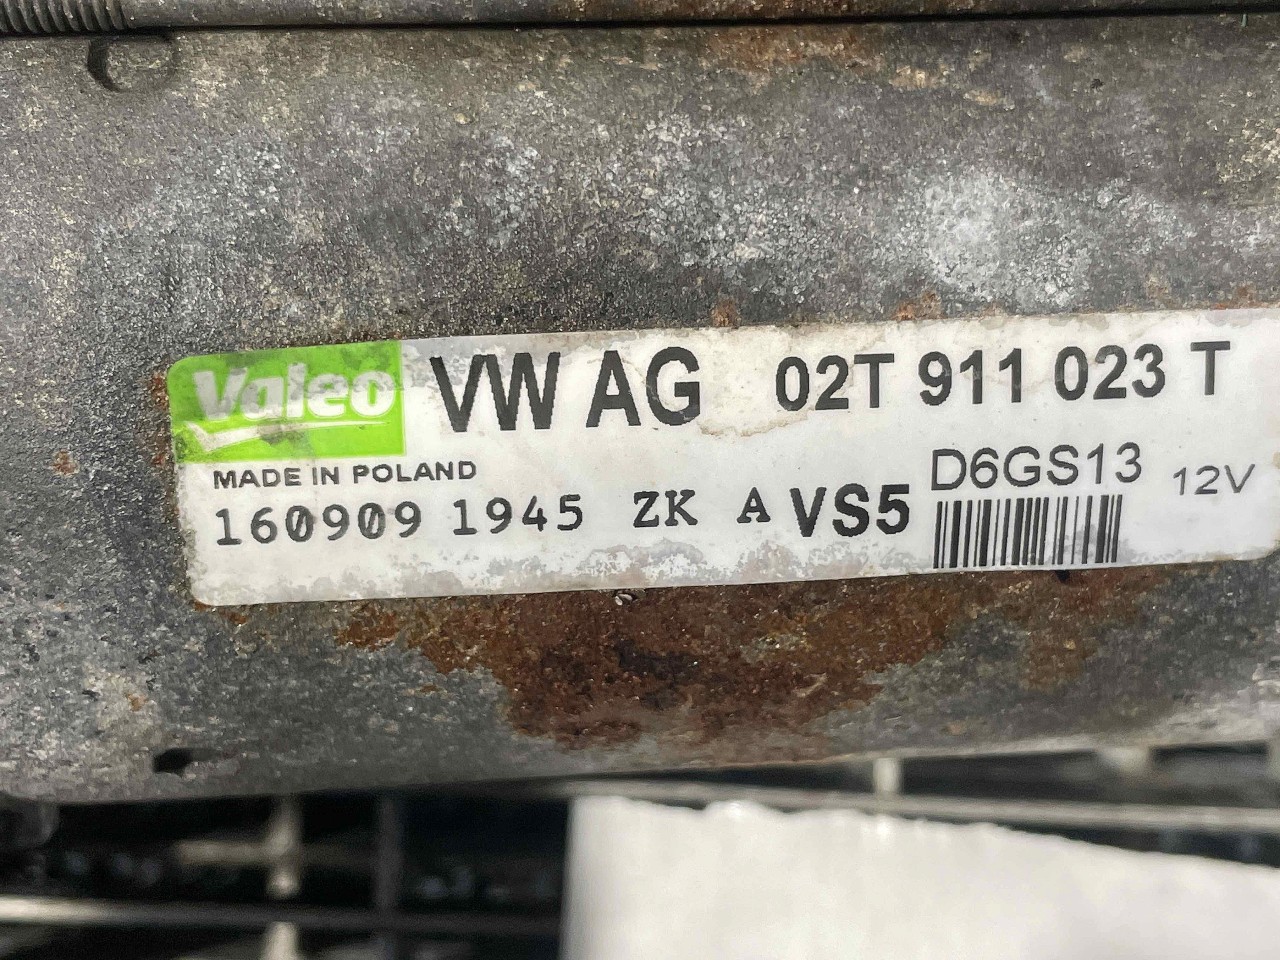 Valeo VW AG 02T 911 023 T
MADE IN POLAND D6GS13 12V
160909 1945 ZK A VS5